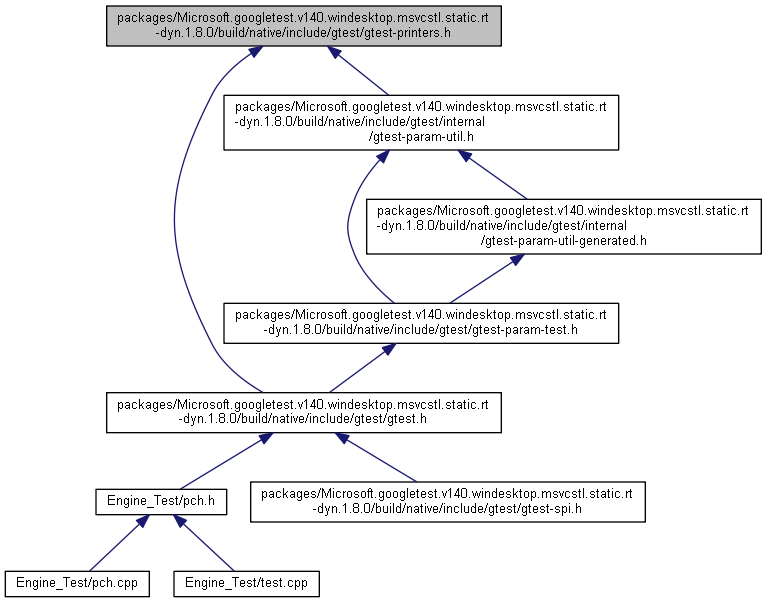 packages/Microsoft.googletest.v140.windesktop.msvcstl.static.rt
-dyn.1.8.0/build/native/include/gtest/gtest-printers.h
packages/Microsoft.googletest.v140.windesktop.msvcstl.static.rt
-dyn.1.8.0/build/native/include/gtest/internal
/gtest-param-util.h
packages/Microsoft.googletest.v140.windesktop.msvcstl.static.rt
-dyn.1.8.0/build/native/include/gtest/internal
/gtest-param-util-generated.h
packages/Microsoft.googletest.v140.windesktop.msvcstl.static.rt
-dyn.1.8.0/build/native/include/gtest/gtest-param-test.h
packages/Microsoft.googletest.v140.windesktop.msvcstl.static.rt
-dyn.1.8.0/build/native/include/gtest/gtest.h
Engine_Test/pch.h
packages/Microsoft.googletest.v140.windesktop.msvcstl.static.rt
-dyn.1.8.0/build/native/include/gtest/gtest-spi.h
Engine_Test/pch.cpp
Engine_Test/test.cpp